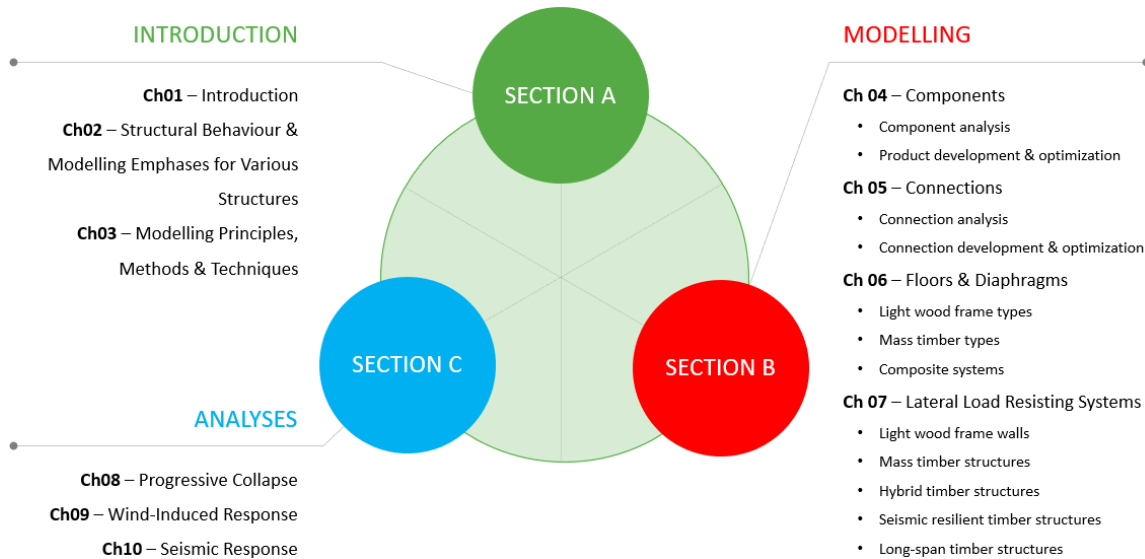 INTRODUCTION
Ch01 – Introduction
Ch02 – Structural Behaviour &
Modelling Emphases for Various
Structures
Ch03 – Modelling Principles,
Methods & Techniques
SECTION A
MODELLING
Ch 04 – Components
• Component analysis
• Product development & optimization
Ch 05 – Connections
• Connection analysis
• Connection development & optimization
Ch 06 – Floors & Diaphragms
• Light wood frame types
• Mass timber types
• Composite systems
Ch 07 – Lateral Load Resisting Systems
• Light wood frame walls
• Mass timber structures
• Hybrid timber structures
• Seismic resilient timber structures
• Long-span timber structures
SECTION B
SECTION C
ANALYSES
Ch08 – Progressive Collapse
Ch09 – Wind-Induced Response
Ch10 – Seismic Response